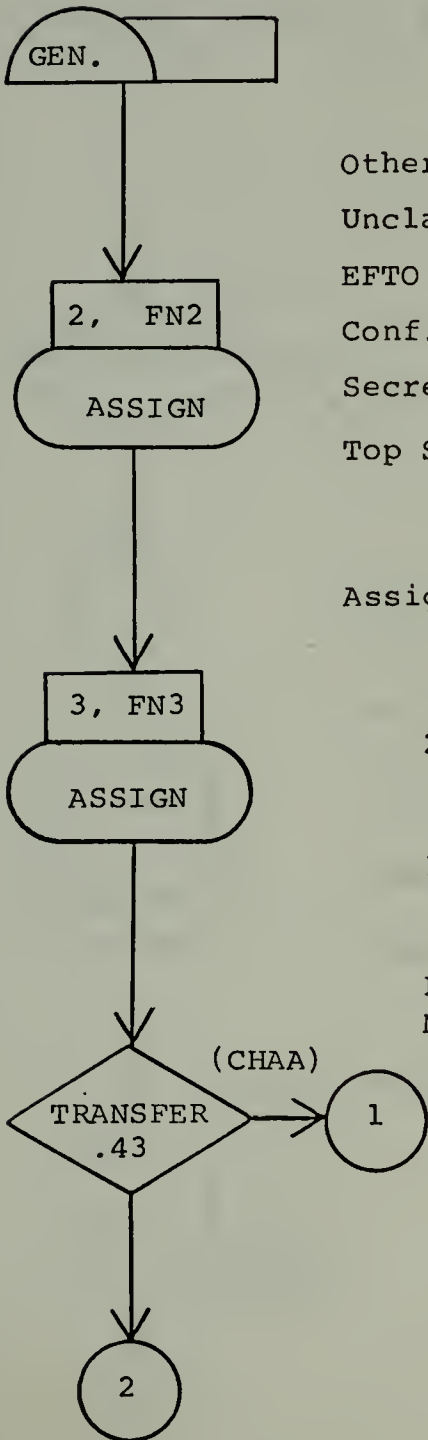 GEN.
Other
Uncla
EFTO
2, FN2
Conf.
ASSIGN
Secre
Top S
Assig
3, FN3
ASSIGN
(CHAA)
TRANSFER
.43
1
2